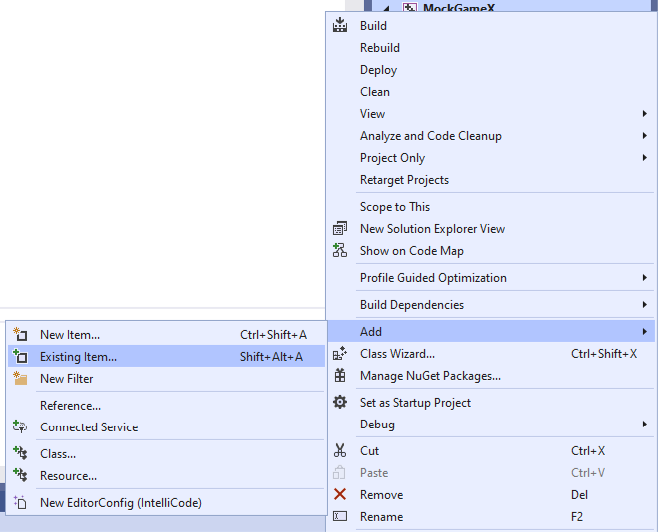 MockGameX
Build
Rebuild
Deploy
Clean
View
Analyze and Code Cleanup
Project Only
Retarget Projects
Scope to This
New Solution Explorer View
Show on Code Map
Profile Guided Optimization
Build Dependencies
Add
Class Wizard... Ctrl+Shift+X
Manage NuGet Packages...
Set as Startup Project
Debug
Cut Ctrl+X
Paste Ctrl+V
Remove Del
Rename F2
New Item... Ctrl+Shift+A
Existing Item... Shift+Alt+A
New Filter
Reference...
Connected Service
Class...
Resource...
New EditorConfig (IntelliCode)